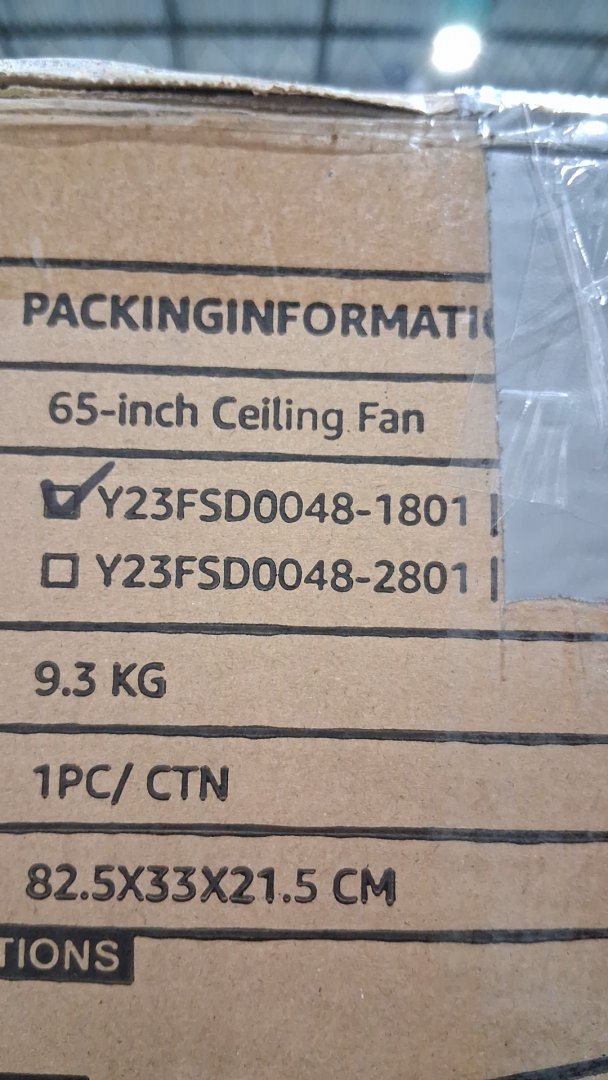 PACKINGINFORMATI
65-inch Ceiling Fan
☑ Y23FSD0048-1801
☐ Y23FSD0048-2801
9.3 KG
1PC/ CTN
82.5X33X21.5 CM
TIONS